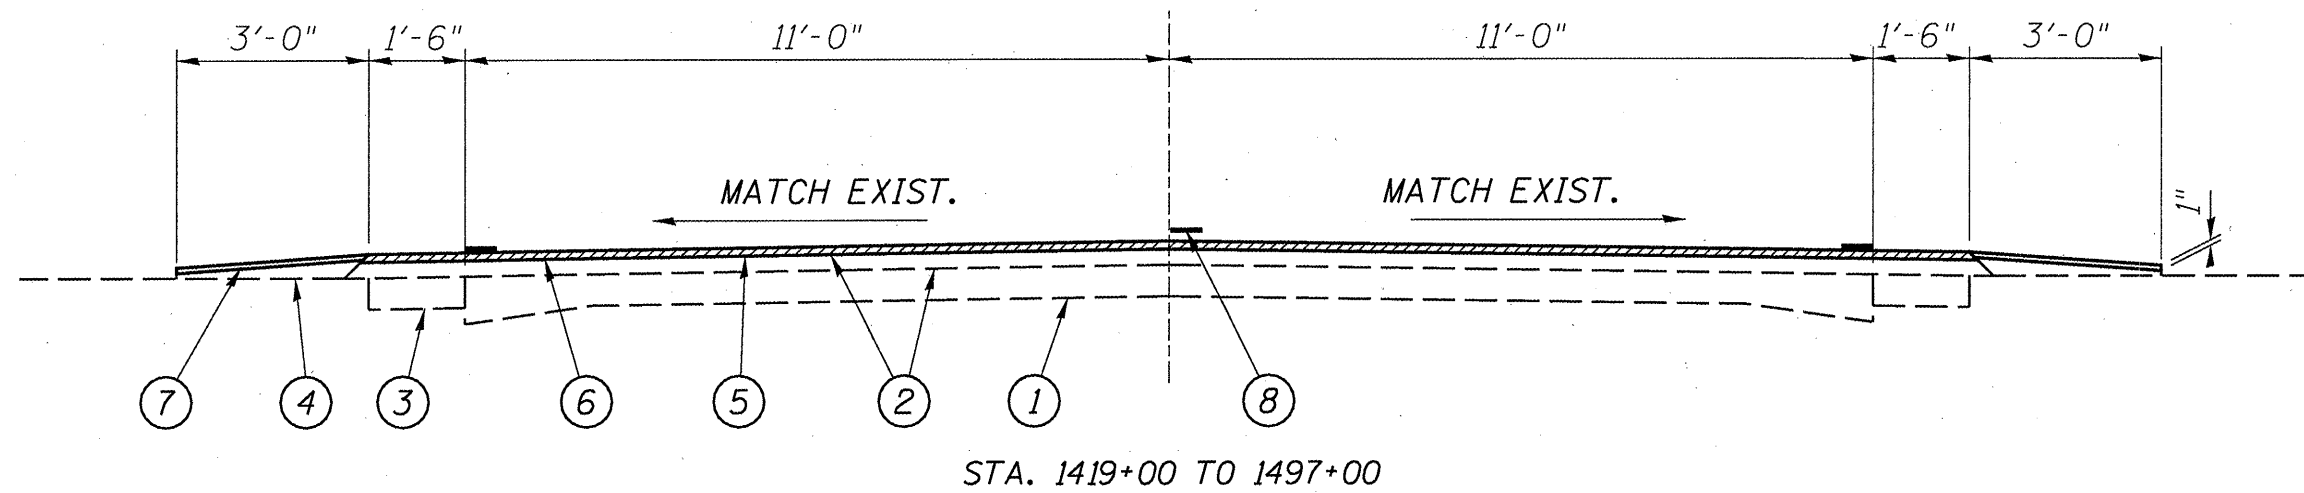 3'-0" 1'-6" 11'-0" 11'-0" 1'-6" 3'-0"
MATCH EXIST. MATCH EXIST. 1"
7 4 3 6 5 2 1 8
STA. 1419+00 TO 1497+00